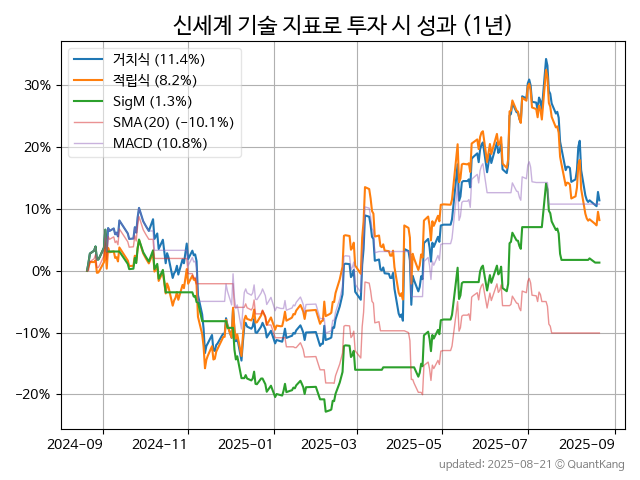 신세계 기술 지표로 투자 시 성과 (1년)
거치식 (11.4%)
적립식 (8.2%)
SigM (1.3%)
SMA(20) (−10.1%)
MACD (10.8%)
30%
20%
10%
0%
−10%
−20%
2024-09
2024-11
2025-01
2025-03
2025-05
2025-07
2025-09
updated: 2025-08-21 © QuantKang